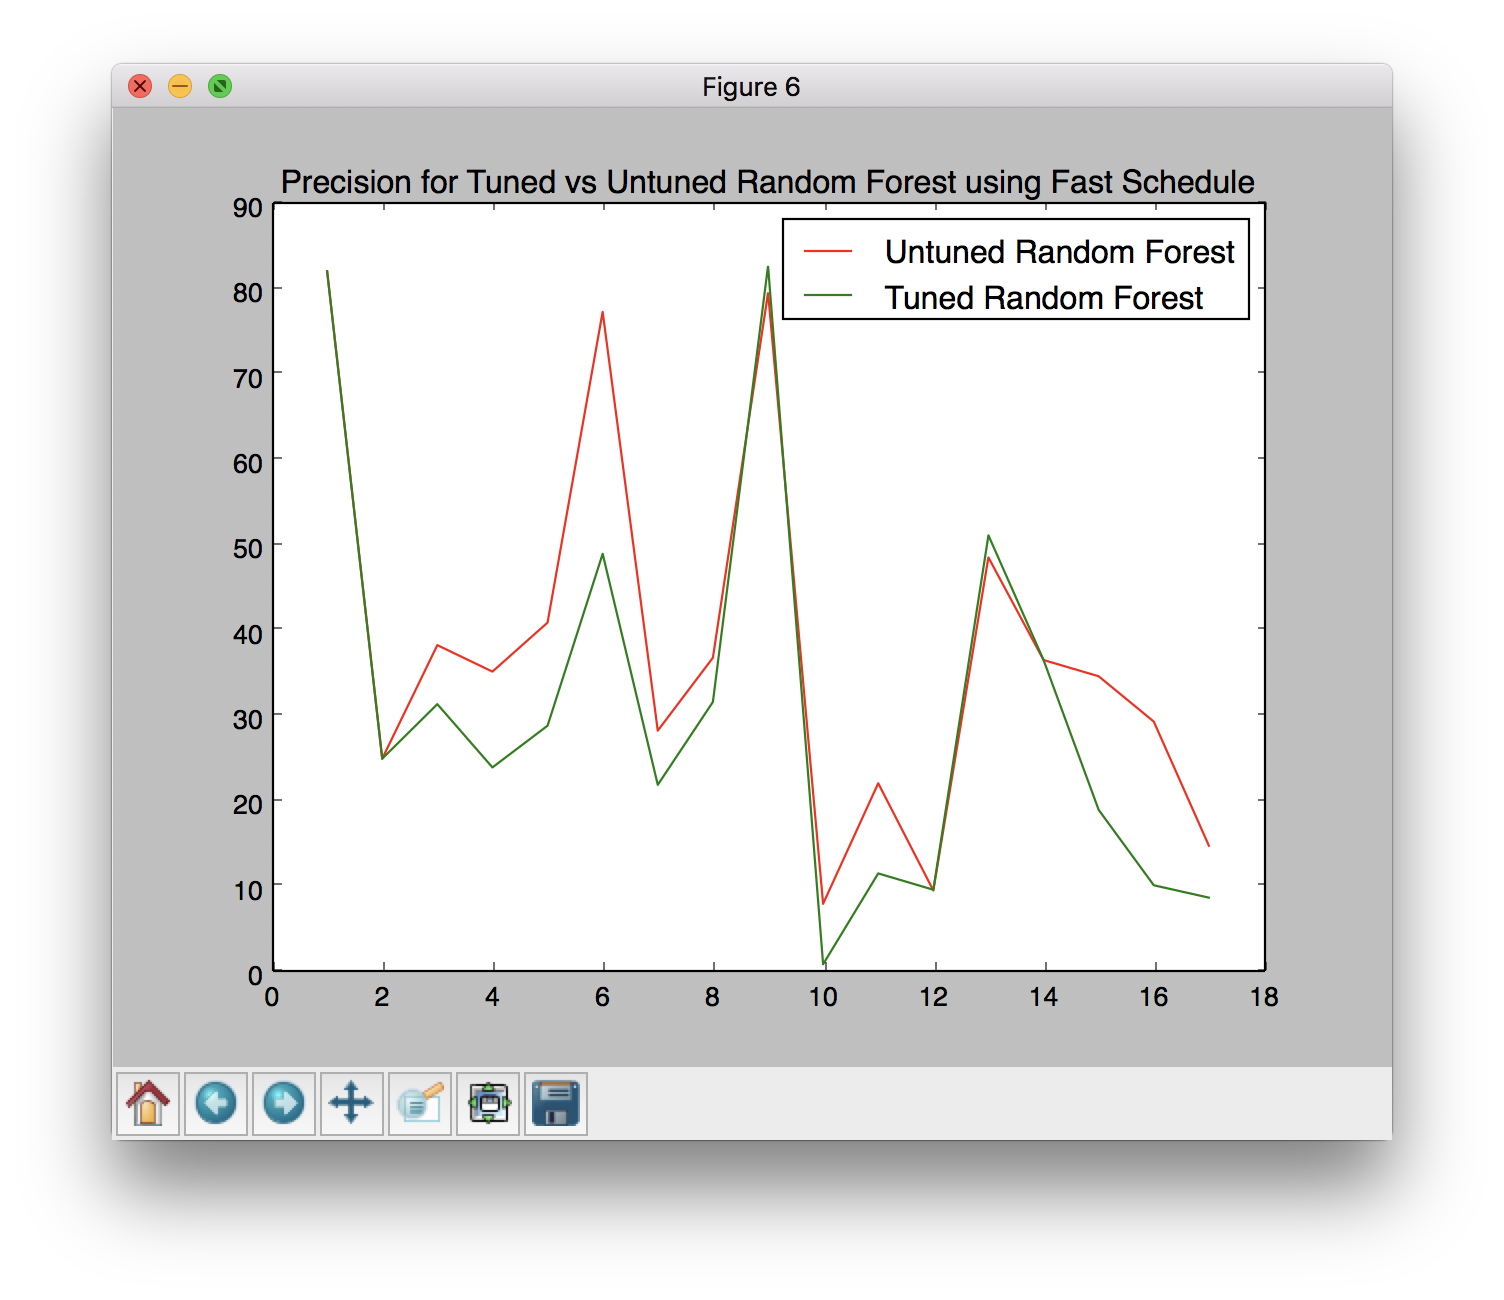 Figure 6
Precision for Tuned vs Untuned Random Forest using Fast Schedule
Untuned Random Forest
Tuned Random Forest
90
80
70
60
50
40
30
20
10
0
0 2 4 6 8 10 12 14 16 18